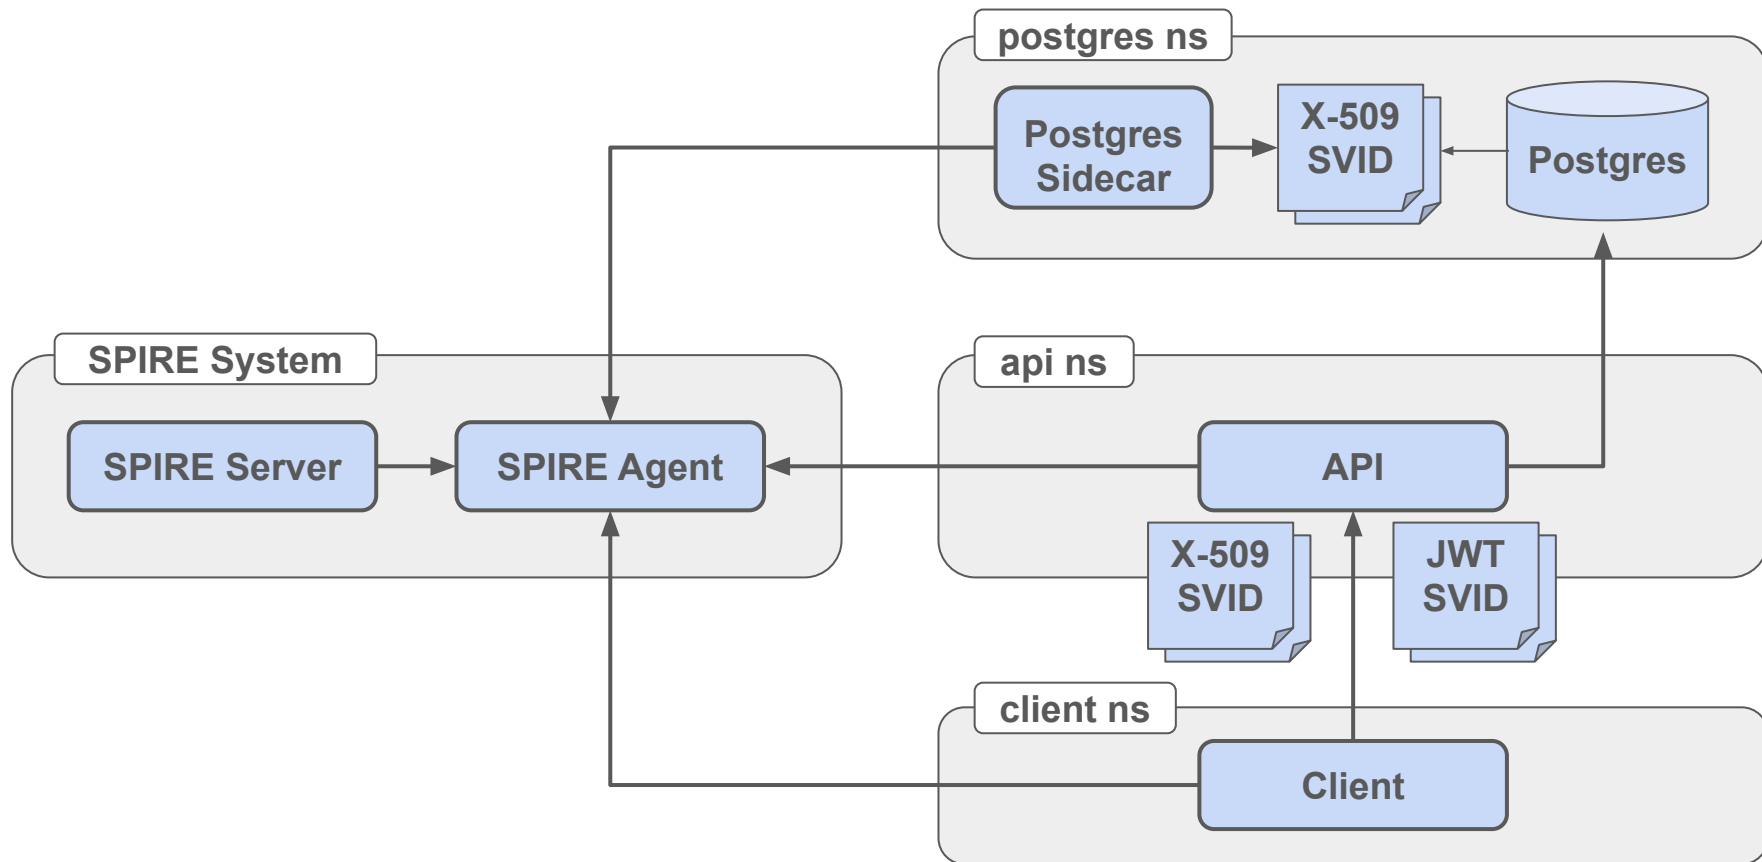 postgres ns
Postgres
Sidecar
X-509
SVID
Postgres
SPIRE System
SPIRE Server
SPIRE Agent
api ns
API
X-509
SVID
JWT
SVID
client ns
Client